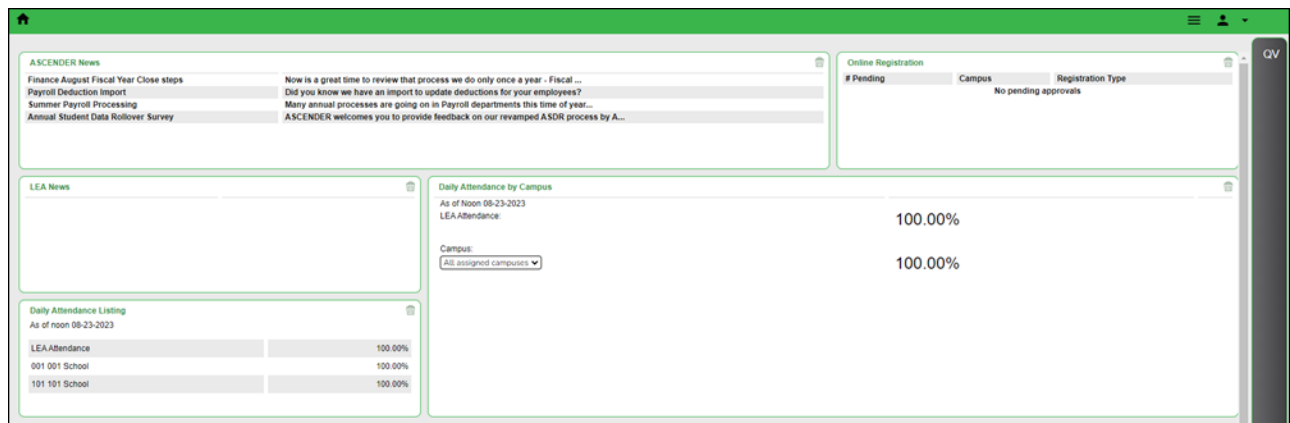 QV
ASCENDER News
Finance August Fiscal Year Close steps Now is a great time to review that process we do only once a year - Fiscal ...
Payroll Deduction Import Did you know we have an import to update deductions for your employees?
Summer Payroll Processing Many annual processes are going on in Payroll departments this time of year...
Annual Student Data Rollover Survey ASCENDER welcomes you to provide feedback on our revamped ASDR process by A...
Online Registration
# Pending Campus Registration Type
No pending approvals
LEA News
Daily Attendance by Campus
As of Noon 08-23-2023
LEA Attendance: 100.00%
Campus:
All assigned campuses 100.00%
Daily Attendance Listing
As of noon 08-23-2023
LEA Attendance 100.00%
001 001 School 100.00%
101 101 School 100.00%